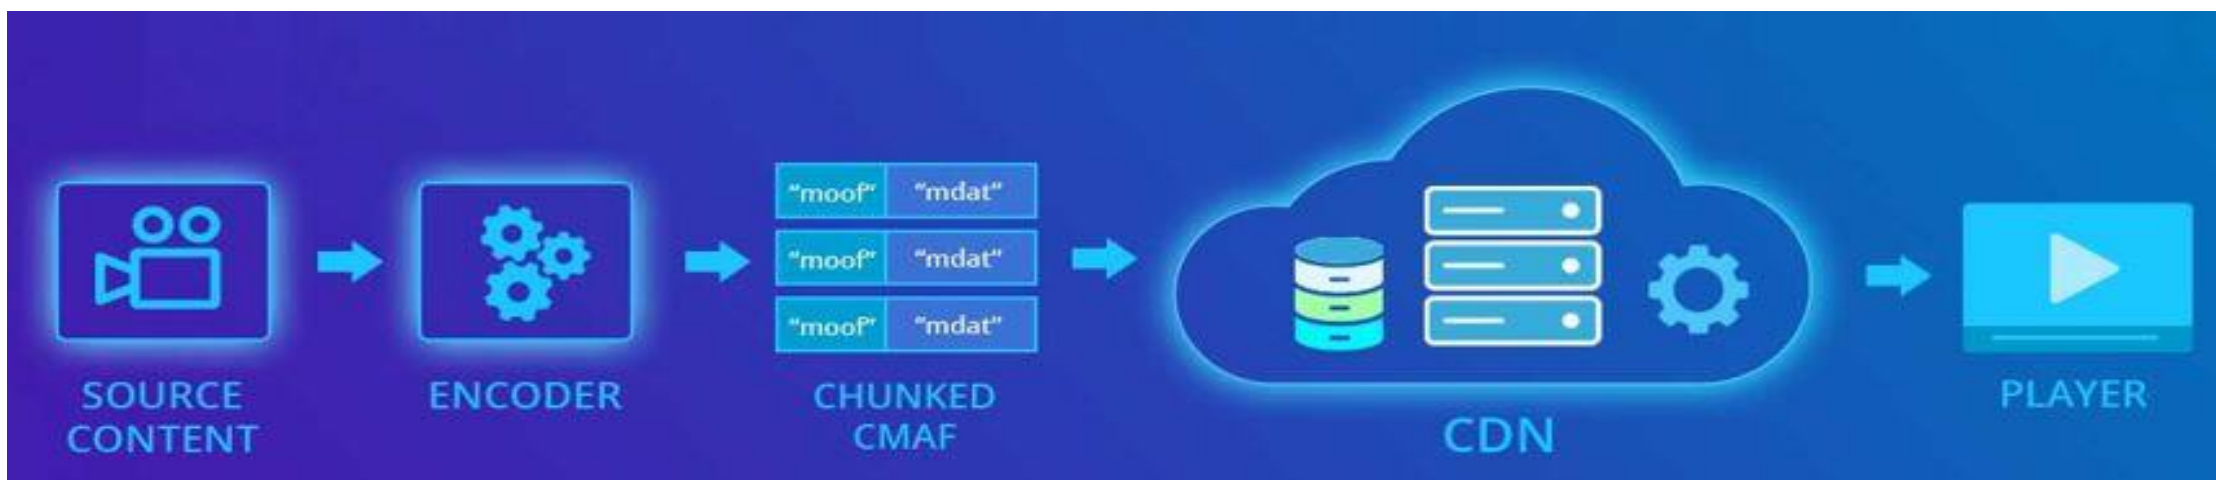 SOURCE
CONTENT
ENCODER
"moof" "mdat"
"moof" "mdat"
"moof" "mdat"
CHUNKED
CMAF
CDN
PLAYER